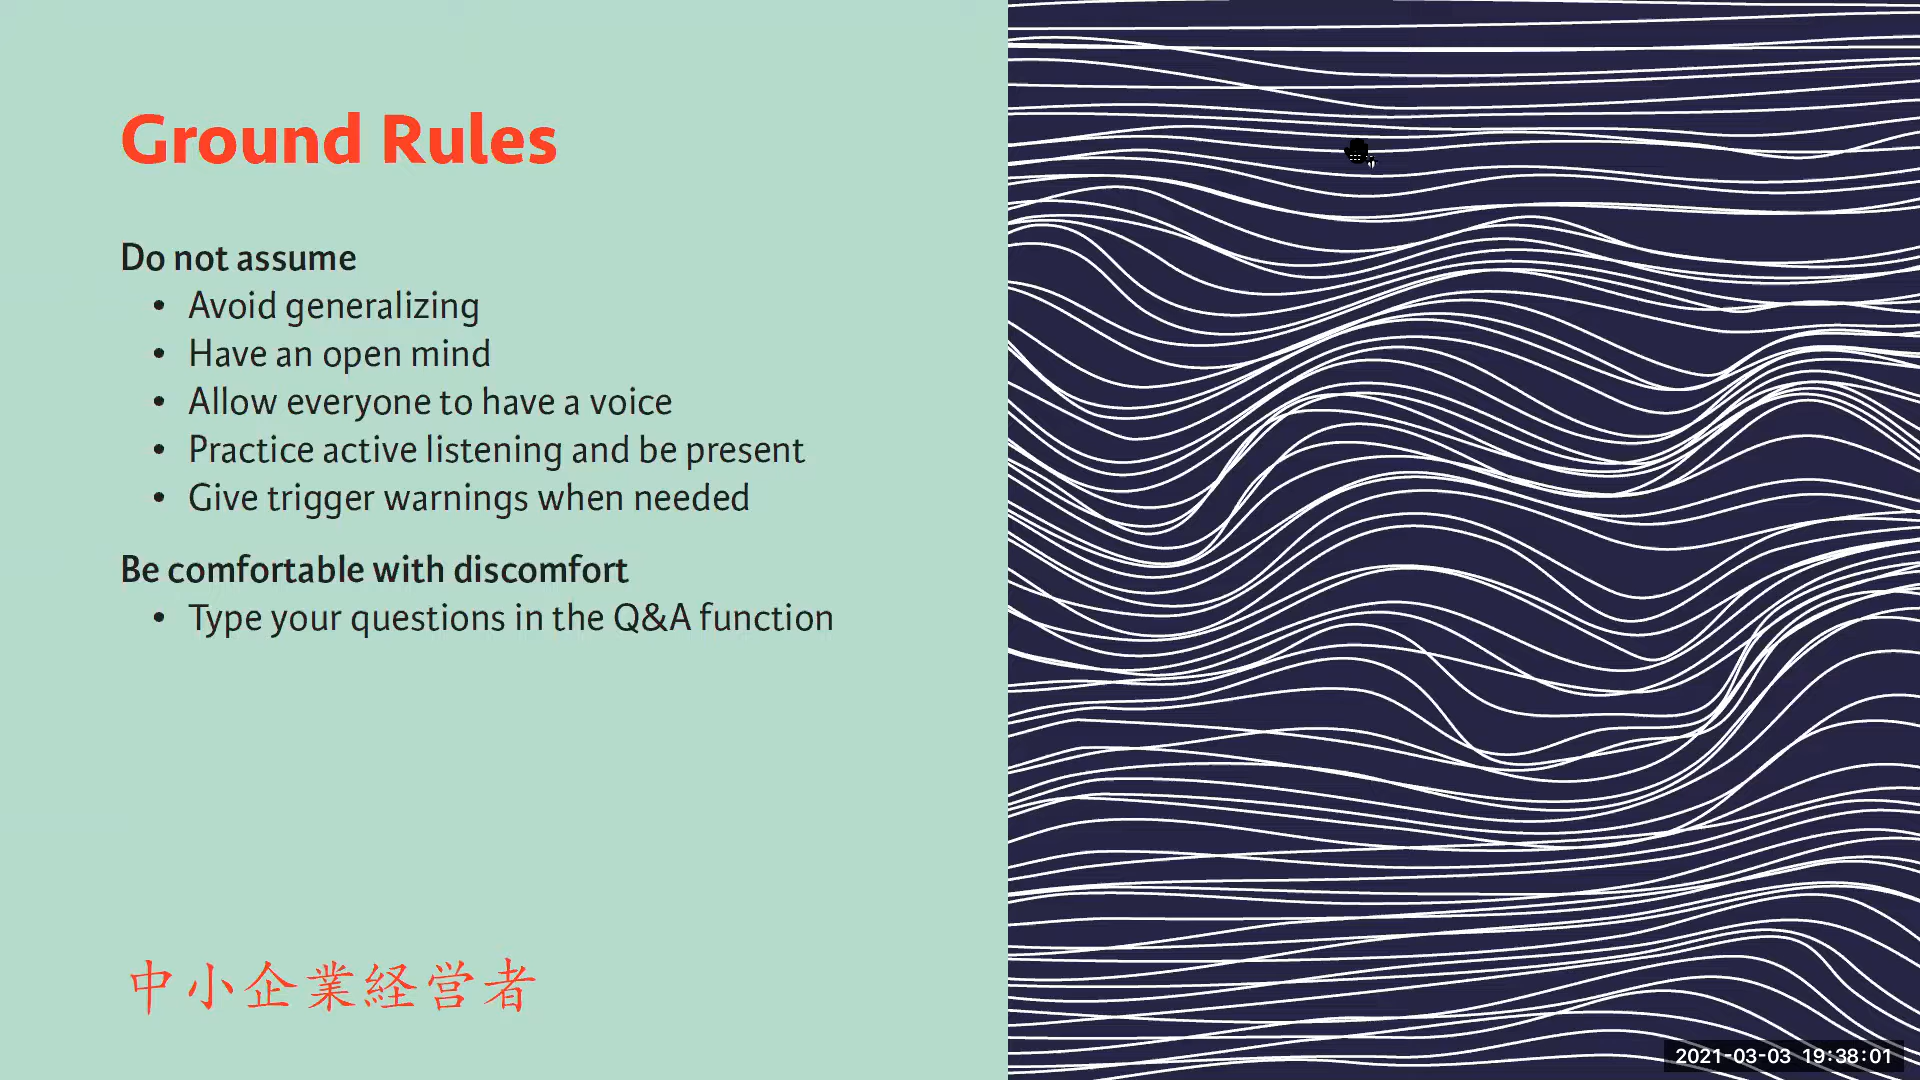 Ground Rules
Do not assume
• Avoid generalizing
• Have an open mind
• Allow everyone to have a voice
• Practice active listening and be present
• Give trigger warnings when needed
Be comfortable with discomfort
• Type your questions in the Q&A function
中小企業経営者
2021-03-03 19:38:01